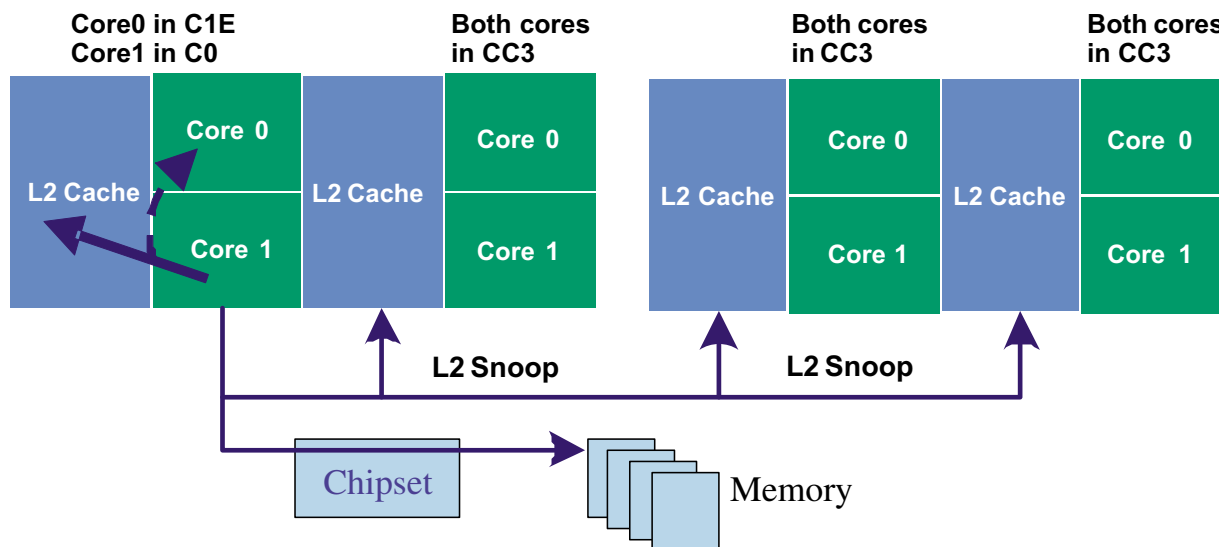 Core0 in C1E
Core1 in C0
Both cores
in CC3
Both cores
in CC3
Both cores
in CC3
L2 Cache
Core 0
Core 1
L2 Cache
Core 0
Core 1
L2 Cache
Core 0
Core 1
L2 Cache
Core 0
Core 1
L2 Snoop
L2 Snoop
Chipset
Memory